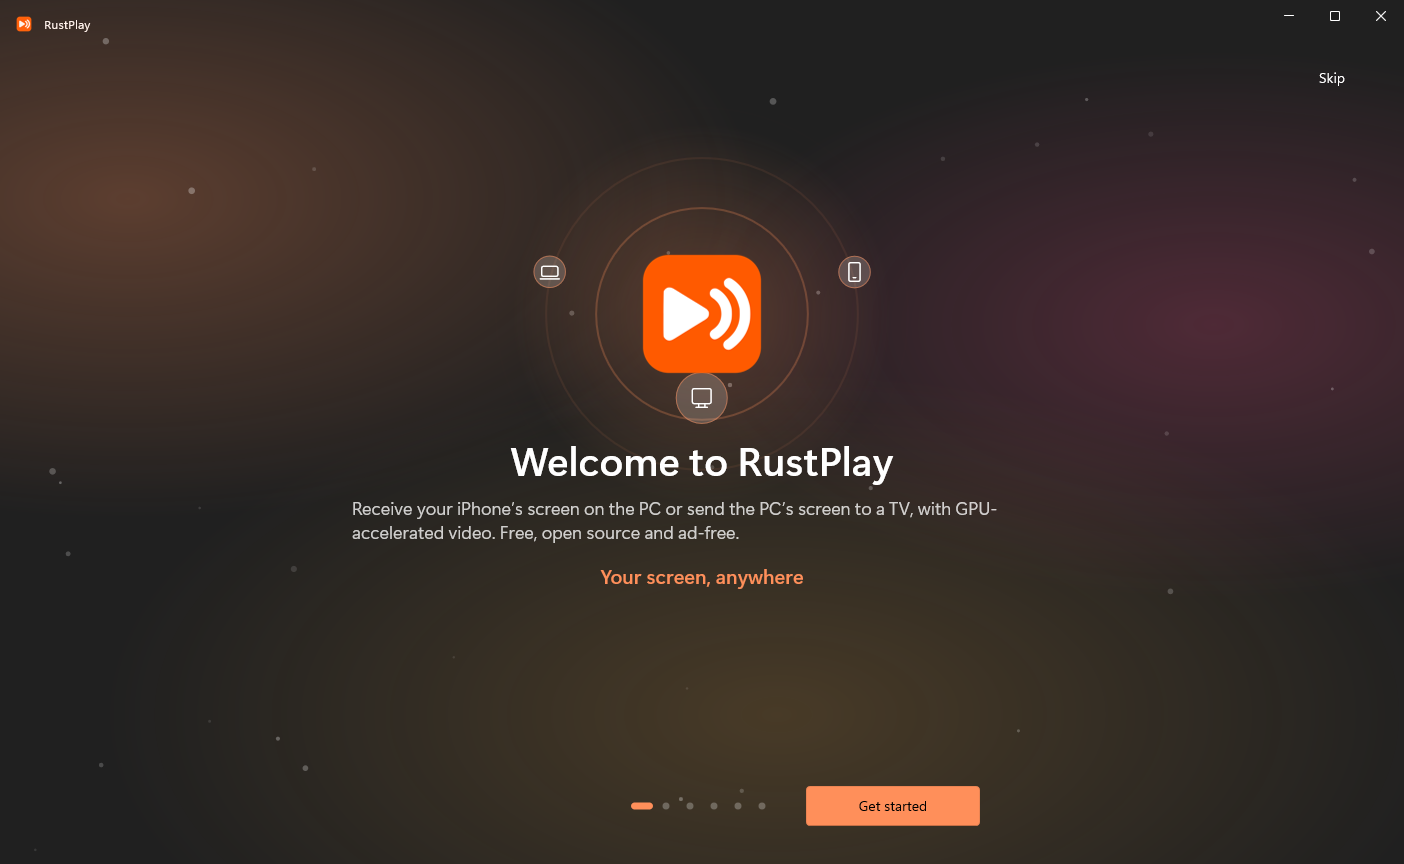 RustPlay
Skip
Welcome to RustPlay
Receive your iPhone's screen on the PC or send the PC's screen to a TV, with GPU-
accelerated video. Free, open source and ad-free.
Your screen, anywhere
Get started